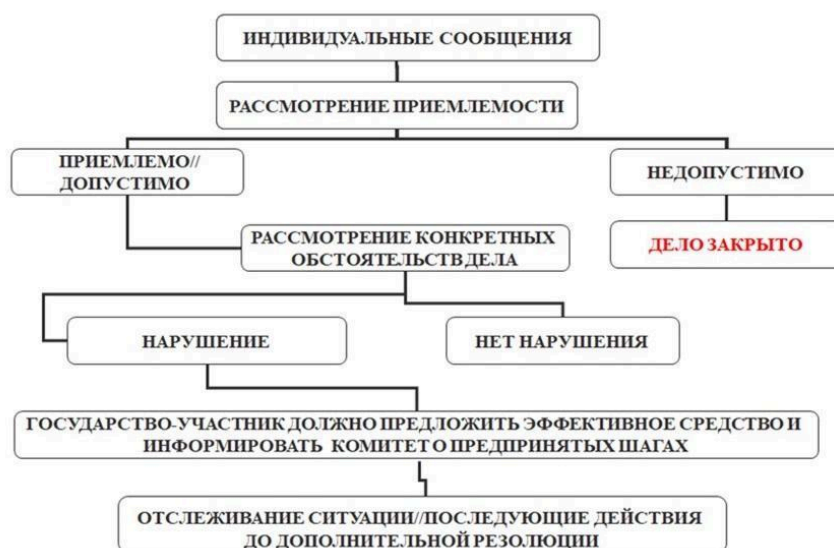 ИНДИВИДУАЛЬНЫЕ СООБЩЕНИЯ
РАССМОТРЕНИЕ ПРИЕМЛЕМОСТИ
ПРИЕМЛЕМО//
ДОПУСТИМО
НЕДОПУСТИМО
РАССМОТРЕНИЕ КОНКРЕТНЫХ
ОБСТОЯТЕЛЬСТВ ДЕЛА
ДЕЛО ЗАКРЫТО
НАРУШЕНИЕ
НЕТ НАРУШЕНИЯ
ГОСУДАРСТВО-УЧАСТНИК ДОЛЖНО ПРЕДЛОЖИТЬ ЭФФЕКТИВНОЕ СРЕДСТВО И
ИНФОРМИРОВАТЬ КОМИТЕТ О ПРЕДПРИНЯТЫХ ШАГАХ
ОТСЛЕЖИВАНИЕ СИТУАЦИИ//ПОСЛЕДУЮЩИЕ ДЕЙСТВИЯ
ДО ДОПОЛНИТЕЛЬНОЙ РЕЗОЛЮЦИИ